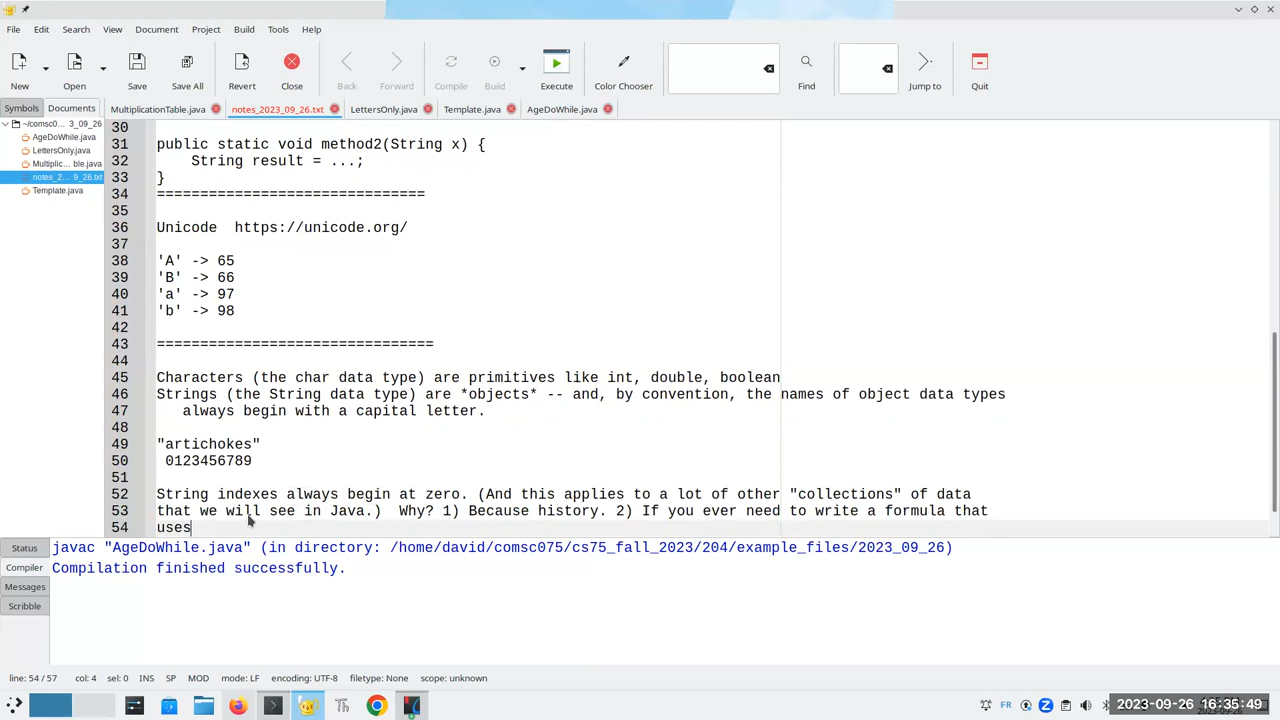 File Edit Search View Document Project Build Tools Help
New Open Save Save All Revert Close Back Forward Compile Build Execute Color Chooser Find Jump to Quit
Symbols Documents MultiplicationTable.java notes_2023_09_26.txt LettersOnly.java Template.java AgeDoWhile.java
~/comsc0... 3_09_26
AgeDoWhile.java
LettersOnly.java
Multiplic... ble.java
notes_2... 9_26.txt
Template.java
30
31 public static void method2(String x) {
32     String result = ...;
33 }
34 ===============================
35
36 Unicode  https://unicode.org/
37
38 'A' -> 65
39 'B' -> 66
40 'a' -> 97
41 'b' -> 98
42
43 ================================
44
45 Characters (the char data type) are primitives like int, double, boolean
46 Strings (the String data type) are *objects* -- and, by convention, the names of object data types
47    always begin with a capital letter.
48
49 "artichokes"
50  0123456789
51
52 String indexes always begin at zero. (And this applies to a lot of other "collections" of data
53 that we will see in Java.)  Why? 1) Because history. 2) If you ever need to write a formula that
54 uses
Status
Compiler
Messages
Scribble
javac "AgeDoWhile.java" (in directory: /home/david/comsc075/cs75_fall_2023/204/example_files/2023_09_26)
Compilation finished successfully.
line: 54 / 57 col: 4 sel: 0 INS SP MOD mode: LF encoding: UTF-8 filetype: None scope: unknown
FR 2023-09-26 16:35:49